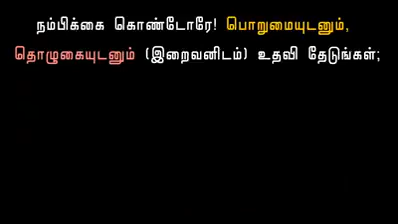 நம்பிக்கை கொண்டோரே! பொறுமையுடனும்,
தொழுகையுடனும் (இறைவனிடம்) உதவி தேடுங்கள்;